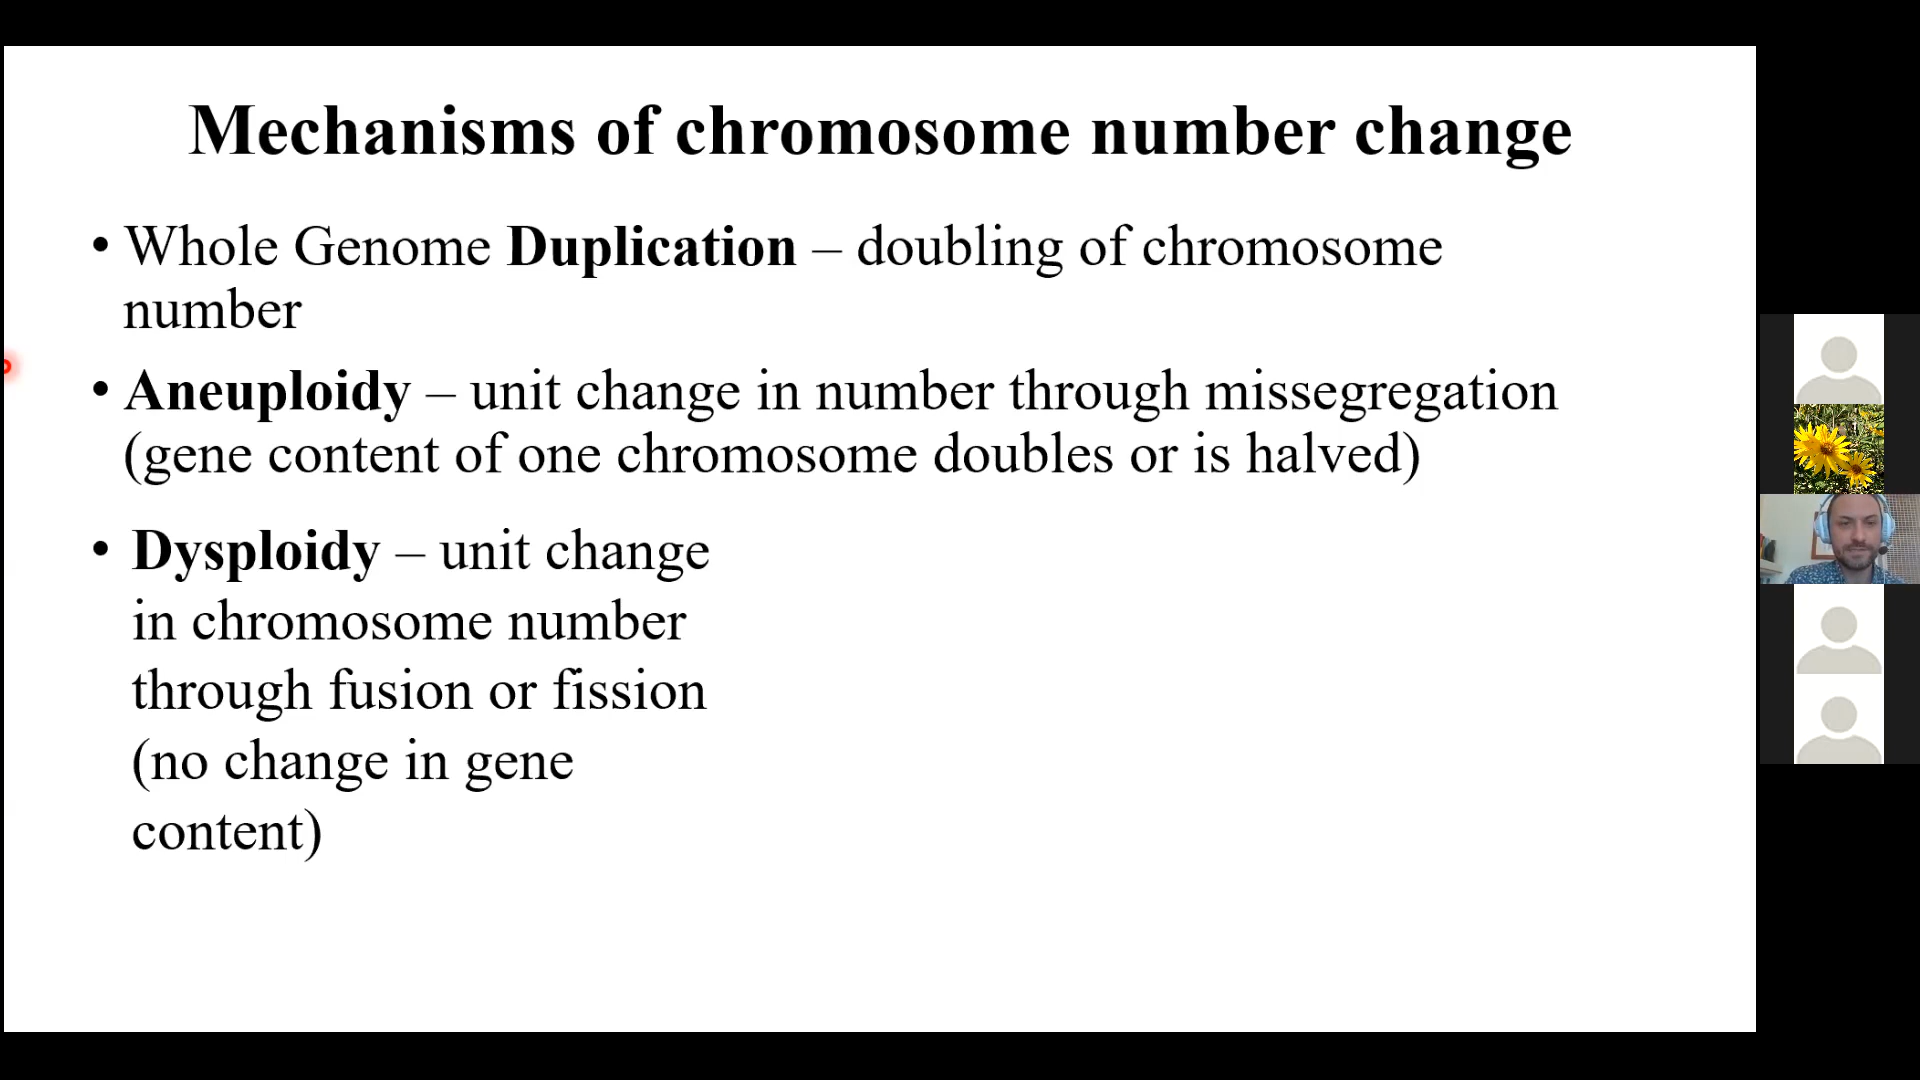 Mechanisms of chromosome number change
• Whole Genome Duplication – doubling of chromosome
number
• Aneuploidy – unit change in number through missegregation
(gene content of one chromosome doubles or is halved)
• Dysploidy – unit change
in chromosome number
through fusion or fission
(no change in gene
content)